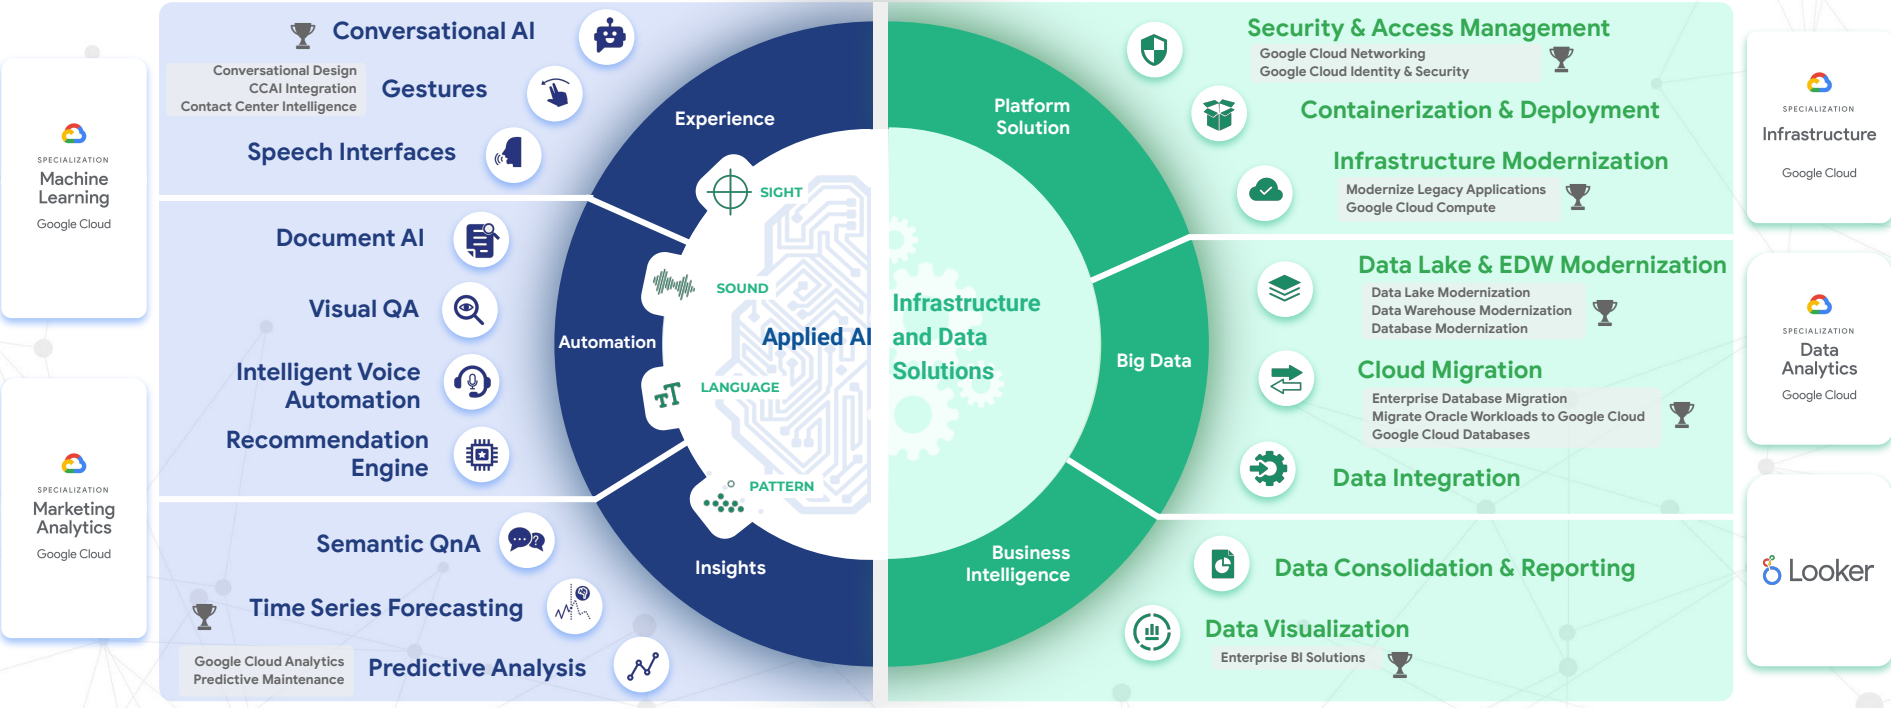 SPECIALIZATION
Machine
Learning
Google Cloud
SPECIALIZATION
Marketing
Analytics
Google Cloud
Conversational AI
Conversational Design
CCAI Integration
Contact Center Intelligence
Gestures
Speech Interfaces
Document AI
Visual QA
Intelligent Voice
Automation
Recommendation
Engine
Semantic QnA
Time Series Forecasting
Google Cloud Analytics
Predictive Maintenance
Predictive Analysis
Experience
Automation
Insights
SIGHT
SOUND
LANGUAGE
PATTERN
Applied AI
Infrastructure
and Data
Solutions
Platform
Solution
Big Data
Business
Intelligence
Security & Access Management
Google Cloud Networking
Google Cloud Identity & Security
Containerization & Deployment
Infrastructure Modernization
Modernize Legacy Applications
Google Cloud Compute
Data Lake & EDW Modernization
Data Lake Modernization
Data Warehouse Modernization
Database Modernization
Cloud Migration
Enterprise Database Migration
Migrate Oracle Workloads to Google Cloud
Google Cloud Databases
Data Integration
Data Consolidation & Reporting
Data Visualization
Enterprise BI Solutions
SPECIALIZATION
Infrastructure
Google Cloud
SPECIALIZATION
Data
Analytics
Google Cloud
Looker